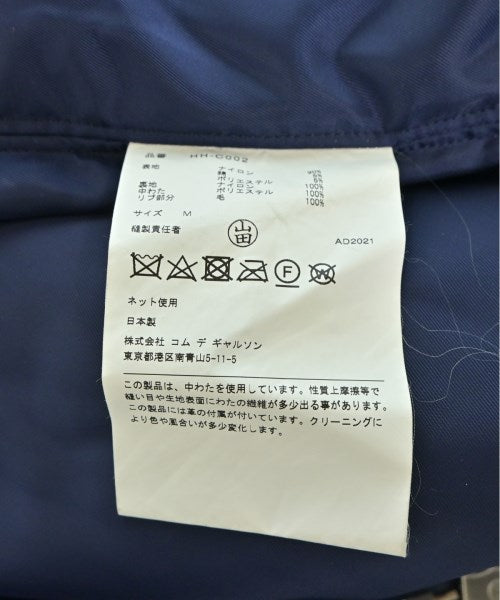 品番 HH-C002
表地 ナイロン
綿
ポリエステル 6%
裏地 ナイロン 100%
中わた ポリエステル 100%
リブ部分 毛 100%
サイズ M
縫製責任者 山田 AD2021
F W
ネット使用
日本製
株式会社 コム デ ギャルソン
東京都港区南青山5-11-5
この製品は、中わたを使用しています。性質上摩擦等で
縫い目や生地表面にわたの繊維が多少出る事があります。
この製品には革の付属が付いています。クリーニングに
より色や風合いが多少変化します。